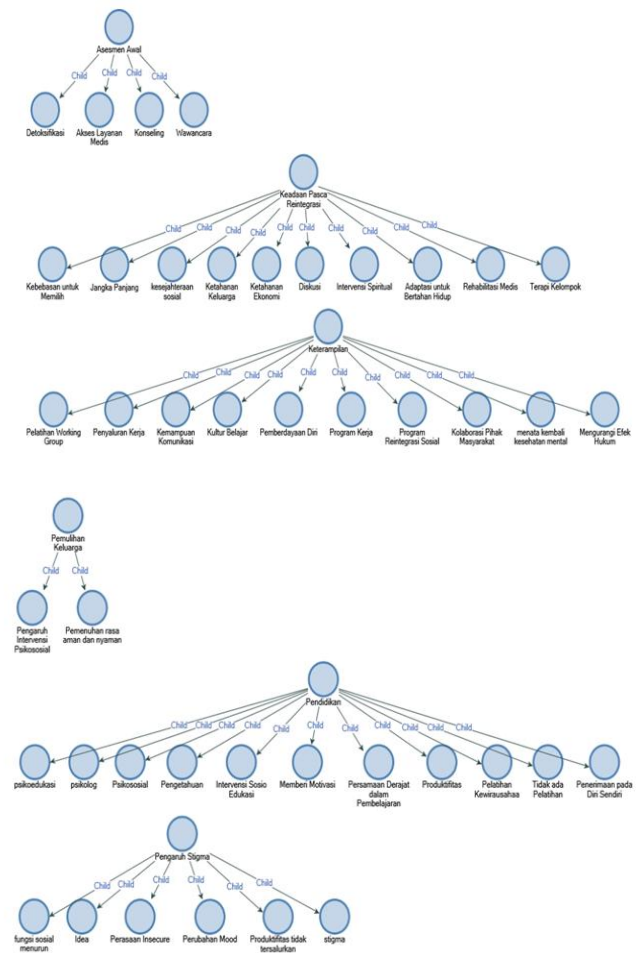 Asesmen Awal
Child Child Child Child
Detoksifikasi Akses Layanan Konseling Wawancara
Medis
Keadaan Pasca
Reintegrasi
Child Child Child Child Child Child Child Child Child Child
Kebebasan untuk Jangka Panjang kesejahteraan Ketahanan Ketahanan Diskusi Intervensi Spiritual Adaptasi untuk Rehabilitasi Medis Terapi Kelompok
Memilih sosial Keluarga Ekonomi Bertahan Hidup
Keterampilan
Child Child Child Child Child Child Child Child Child Child
Pelatihan Working Penyaluran Kerja Kemampuan Kultur Belajar Pemberdayaan Diri Program Kerja Program Kolaborasi Pihak menata kembali Mengurangi Efek
Group Komunikasi Reintegrasi Sosial Masyarakat kesehatan mental Hukum
Pemulihan
Keluarga
Child Child
Pengaruh Pemenuhan rasa
Intervensi aman dan nyaman
Psikososial
Pendidikan
Child Child Child Child Child Child Child Child Child Child Child
psikoedukasi psikolog Psikososial Pengetahuan Intervensi Sosio Memberi Motivasi Persamaan Derajat Produktifitas Pelatihan Tidak ada Penerimaan pada
Edukasi dalam Kewirausahaa Pelatihan Diri Sendiri
Pembelajaran
Pengaruh Stigma
Child Child Child Child Child Child
fungsi sosial Idea Perasaan Insecure Perubahan Mood Produktifitas tidak stigma
menurun tersalurkan